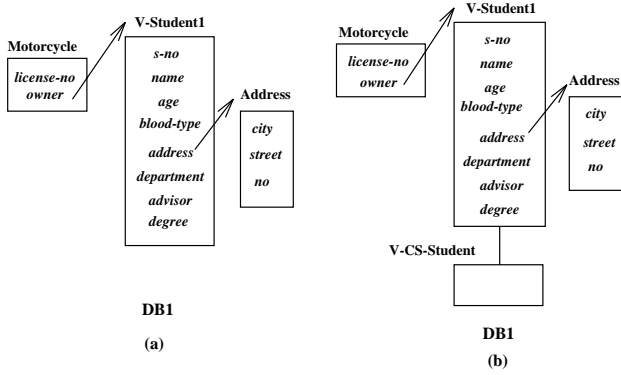 V-Student1
Motorcycle
license-no
owner
s-no
name
age
blood-type
address
department
advisor
degree
Address
city
street
no
DB1
(a)
V-Student1
Motorcycle
license-no
owner
s-no
name
age
blood-type
address
department
advisor
degree
Address
city
street
no
V-CS-Student
DB1
(b)